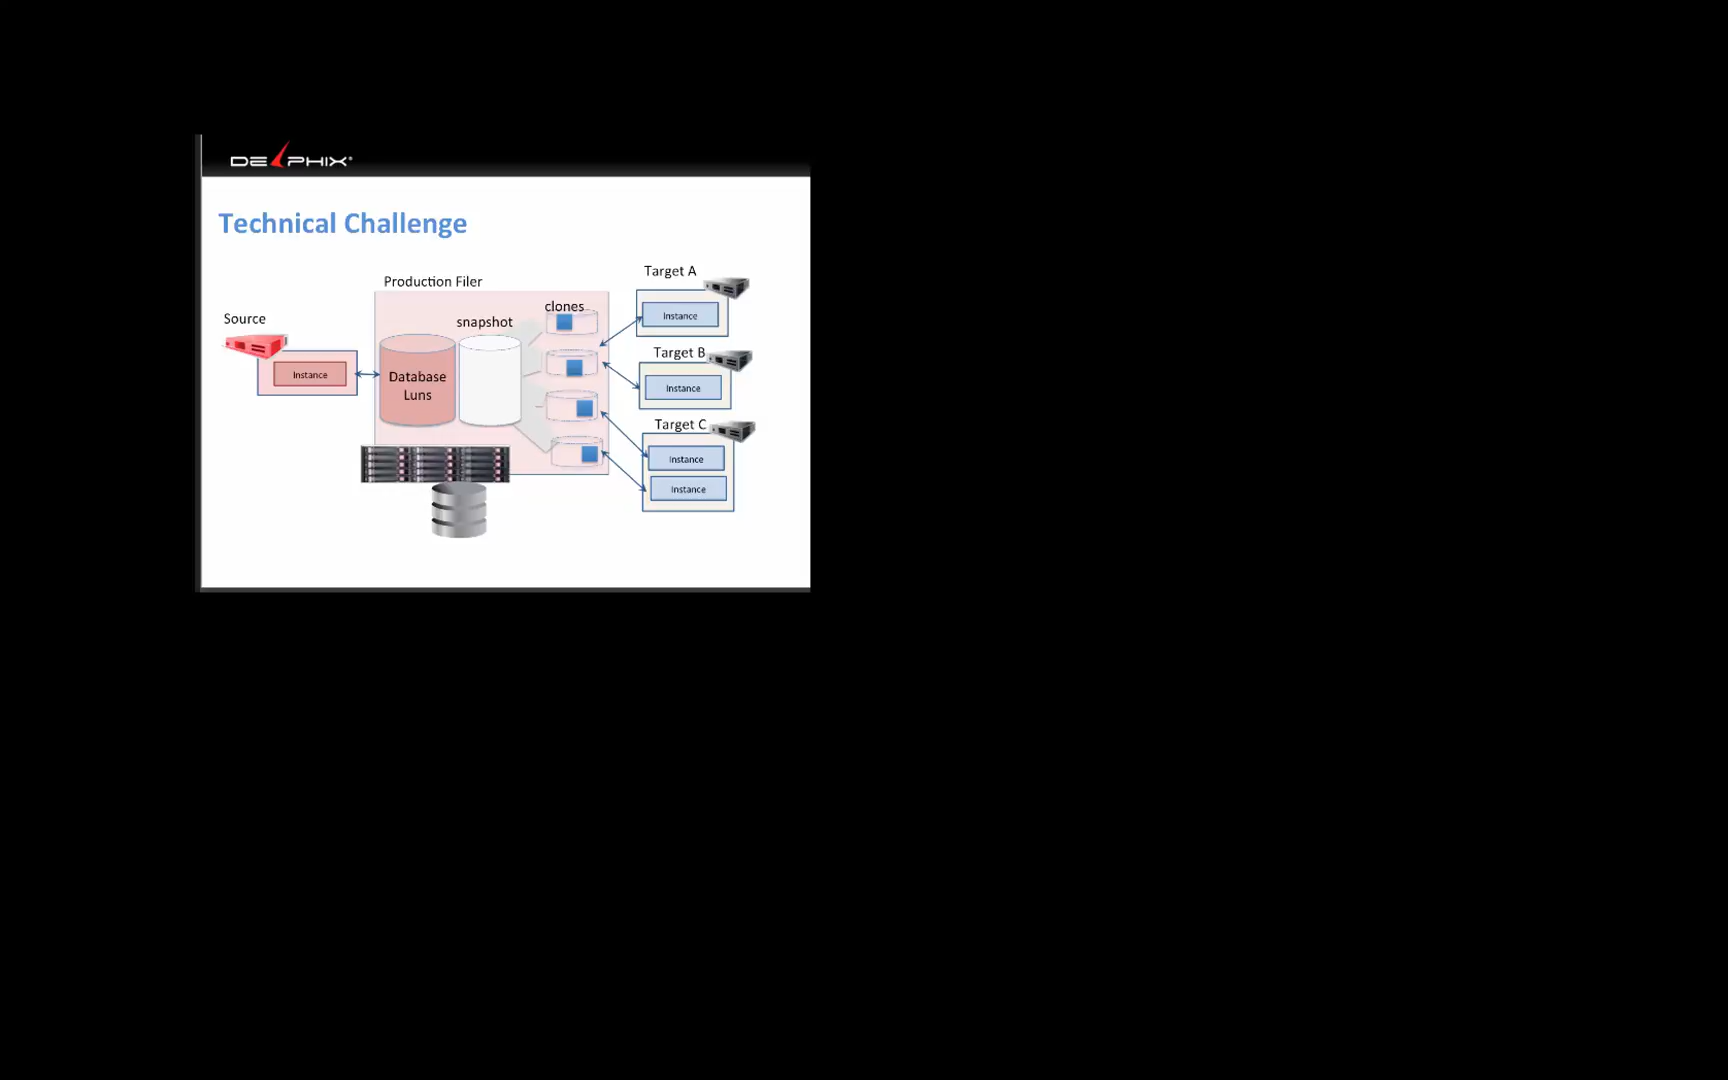 DELPHIX®
Technical Challenge
Production Filer
Source
Instance
Database
Luns
snapshot
clones
Target A
Instance
Target B
Instance
Target C
Instance
Instance